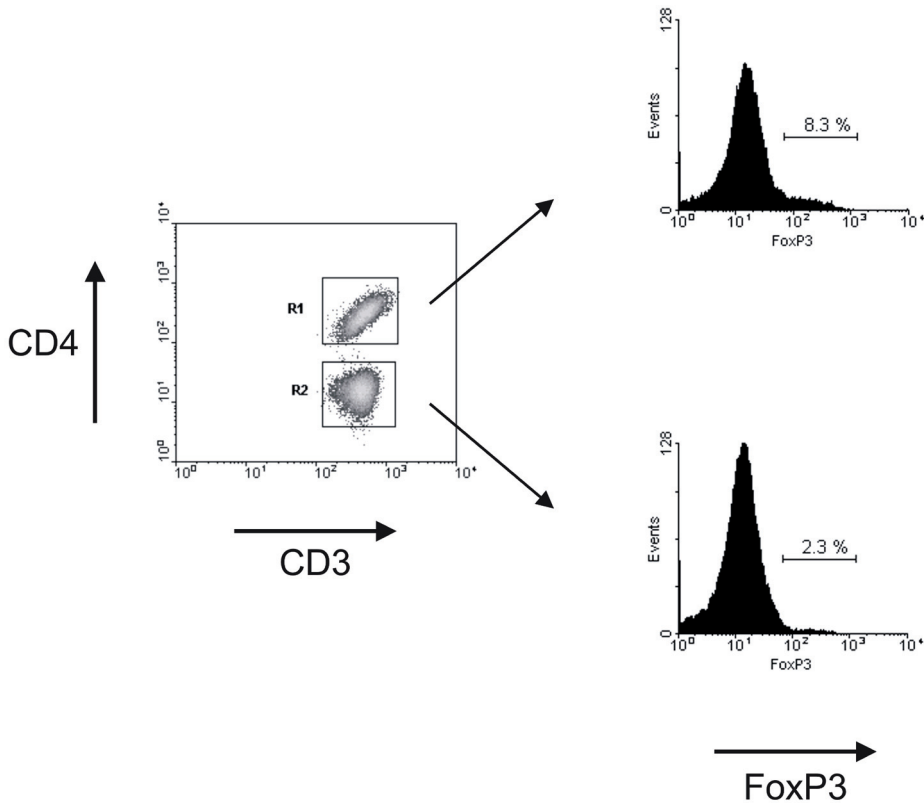 128
Events
8.3 %
0
10⁰ 10¹ 10² 10³ 10⁴
FoxP3
10⁴
10³
R1
CD4
10²
R2
10¹
10⁰
10⁰ 10¹ 10² 10³ 10⁴
CD3
128
Events
2.3 %
0
10⁰ 10¹ 10² 10³ 10⁴
FoxP3
FoxP3